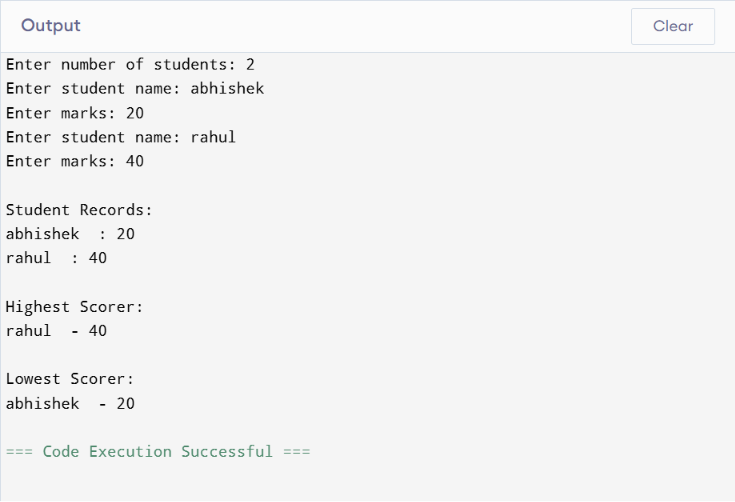 Output
Clear
Enter number of students: 2
Enter student name: abhishek
Enter marks: 20
Enter student name: rahul
Enter marks: 40
Student Records:
abhishek  : 20
rahul  : 40
Highest Scorer:
rahul  - 40
Lowest Scorer:
abhishek  - 20
=== Code Execution Successful ===